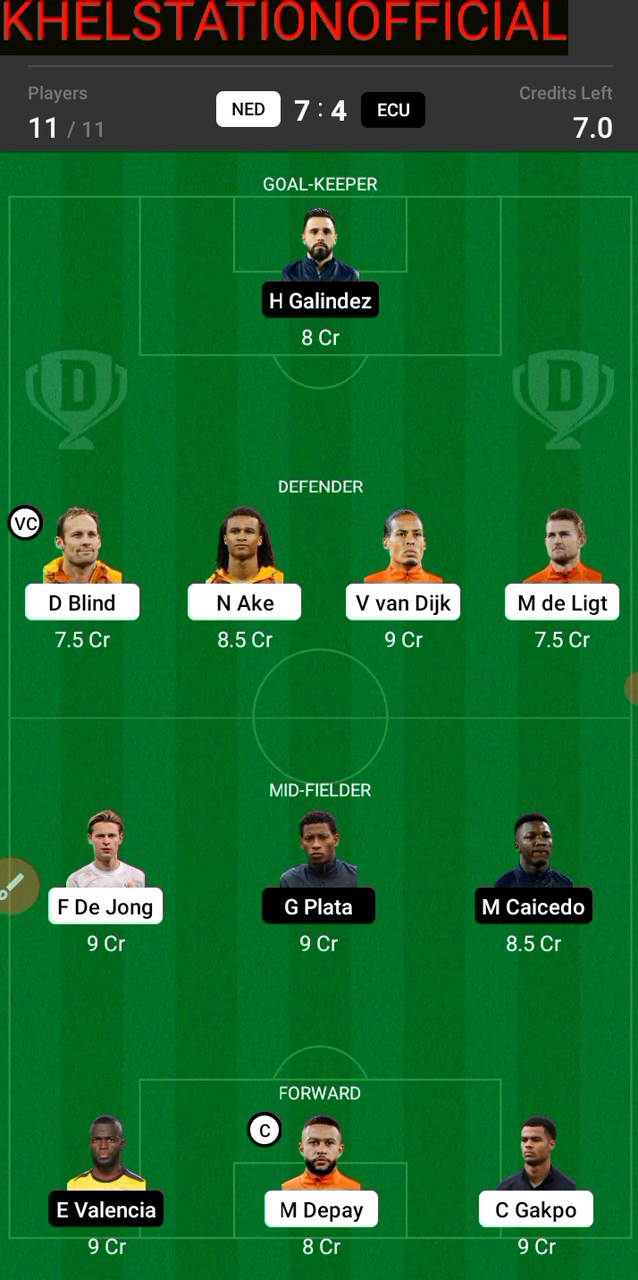 KHELSTATIONOFFICIAL
Players
Credits Left
11 / 11
NED 7 : 4 ECU
7.0
GOAL-KEEPER
H Galindez
8 Cr
D
D
DEFENDER
VC
D Blind
N Ake
V van Dijk
M de Ligt
7.5 Cr
8.5 Cr
9 Cr
7.5 Cr
MID-FIELDER
F De Jong
G Plata
M Caicedo
9 Cr
9 Cr
8.5 Cr
FORWARD
C
E Valencia
M Depay
C Gakpo
9 Cr
8 Cr
9 Cr